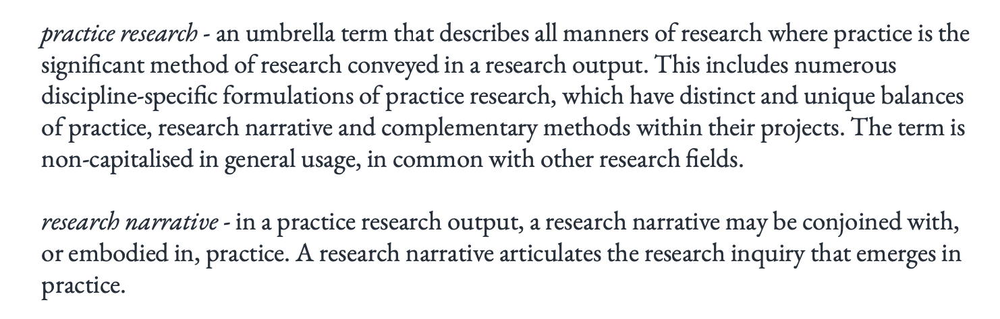 practice research - an umbrella term that describes all manners of research where practice is the
significant method of research conveyed in a research output. This includes numerous
discipline-specific formulations of practice research, which have distinct and unique balances
of practice, research narrative and complementary methods within their projects. The term is
non-capitalised in general usage, in common with other research fields.
research narrative - in a practice research output, a research narrative may be conjoined with,
or embodied in, practice. A research narrative articulates the research inquiry that emerges in
practice.